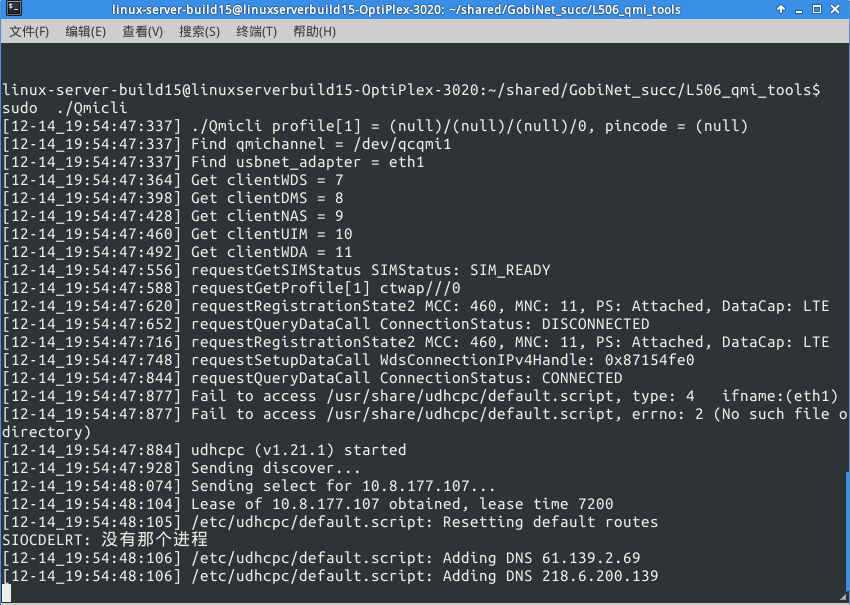 linux-server-build15@linuxserverbuild15-OptiPlex-3020: ~/shared/GobiNet_succ/L506_qmi_tools
文件(F) 编辑(E) 查看(V) 搜索(S) 终端(T) 帮助(H)
linux-server-build15@linuxserverbuild15-OptiPlex-3020:~/shared/GobiNet_succ/L506_qmi_tools$
sudo  ./Qmicli
[12-14_19:54:47:337] ./Qmicli profile[1] = (null)/(null)/(null)/0, pincode = (null)
[12-14_19:54:47:337] Find qmichannel = /dev/qcqmi1
[12-14_19:54:47:337] Find usbnet_adapter = eth1
[12-14_19:54:47:364] Get clientWDS = 7
[12-14_19:54:47:398] Get clientDMS = 8
[12-14_19:54:47:428] Get clientNAS = 9
[12-14_19:54:47:460] Get clientUIM = 10
[12-14_19:54:47:492] Get clientWDA = 11
[12-14_19:54:47:556] requestGetSIMStatus SIMStatus: SIM_READY
[12-14_19:54:47:588] requestGetProfile[1] ctwap///0
[12-14_19:54:47:620] requestRegistrationState2 MCC: 460, MNC: 11, PS: Attached, DataCap: LTE
[12-14_19:54:47:652] requestQueryDataCall ConnectionStatus: DISCONNECTED
[12-14_19:54:47:716] requestRegistrationState2 MCC: 460, MNC: 11, PS: Attached, DataCap: LTE
[12-14_19:54:47:748] requestSetupDataCall WdsConnectionIPv4Handle: 0x87154fe0
[12-14_19:54:47:844] requestQueryDataCall ConnectionStatus: CONNECTED
[12-14_19:54:47:877] Fail to access /usr/share/udhcpc/default.script, type: 4   ifname:(eth1)
[12-14_19:54:47:877] Fail to access /usr/share/udhcpc/default.script, errno: 2 (No such file o
directory)
[12-14_19:54:47:884] udhcpc (v1.21.1) started
[12-14_19:54:47:928] Sending discover...
[12-14_19:54:48:074] Sending select for 10.8.177.107...
[12-14_19:54:48:104] Lease of 10.8.177.107 obtained, lease time 7200
[12-14_19:54:48:105] /etc/udhcpc/default.script: Resetting default routes
SIOCDELRT: 没有那个进程
[12-14_19:54:48:106] /etc/udhcpc/default.script: Adding DNS 61.139.2.69
[12-14_19:54:48:106] /etc/udhcpc/default.script: Adding DNS 218.6.200.139